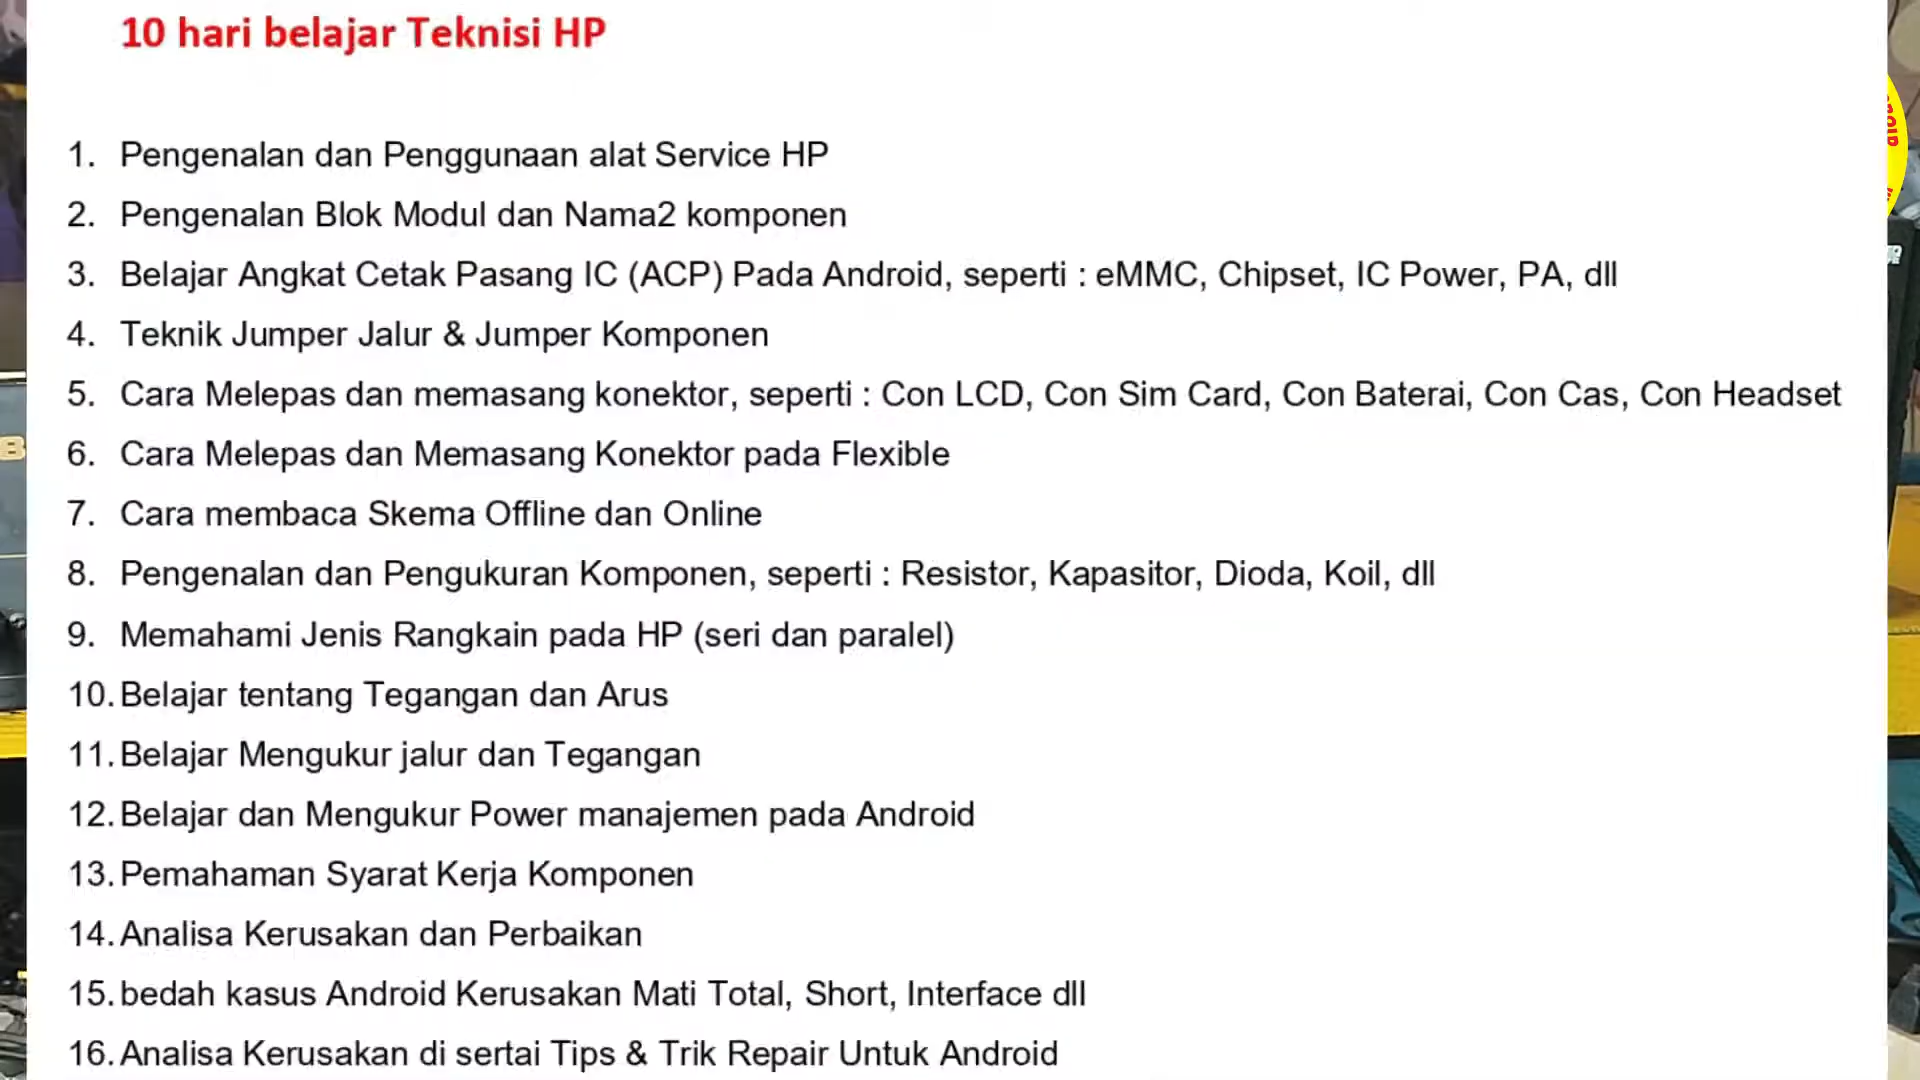 10 hari belajar Teknisi HP
1. Pengenalan dan Penggunaan alat Service HP
2. Pengenalan Blok Modul dan Nama2 komponen
3. Belajar Angkat Cetak Pasang IC (ACP) Pada Android, seperti : eMMC, Chipset, IC Power, PA, dll
4. Teknik Jumper Jalur & Jumper Komponen
5. Cara Melepas dan memasang konektor, seperti : Con LCD, Con Sim Card, Con Baterai, Con Cas, Con Headset
6. Cara Melepas dan Memasang Konektor pada Flexible
7. Cara membaca Skema Offline dan Online
8. Pengenalan dan Pengukuran Komponen, seperti : Resistor, Kapasitor, Dioda, Koil, dll
9. Memahami Jenis Rangkain pada HP (seri dan paralel)
10. Belajar tentang Tegangan dan Arus
11. Belajar Mengukur jalur dan Tegangan
12. Belajar dan Mengukur Power manajemen pada Android
13. Pemahaman Syarat Kerja Komponen
14. Analisa Kerusakan dan Perbaikan
15. bedah kasus Android Kerusakan Mati Total, Short, Interface dll
16. Analisa Kerusakan di sertai Tips & Trik Repair Untuk Android